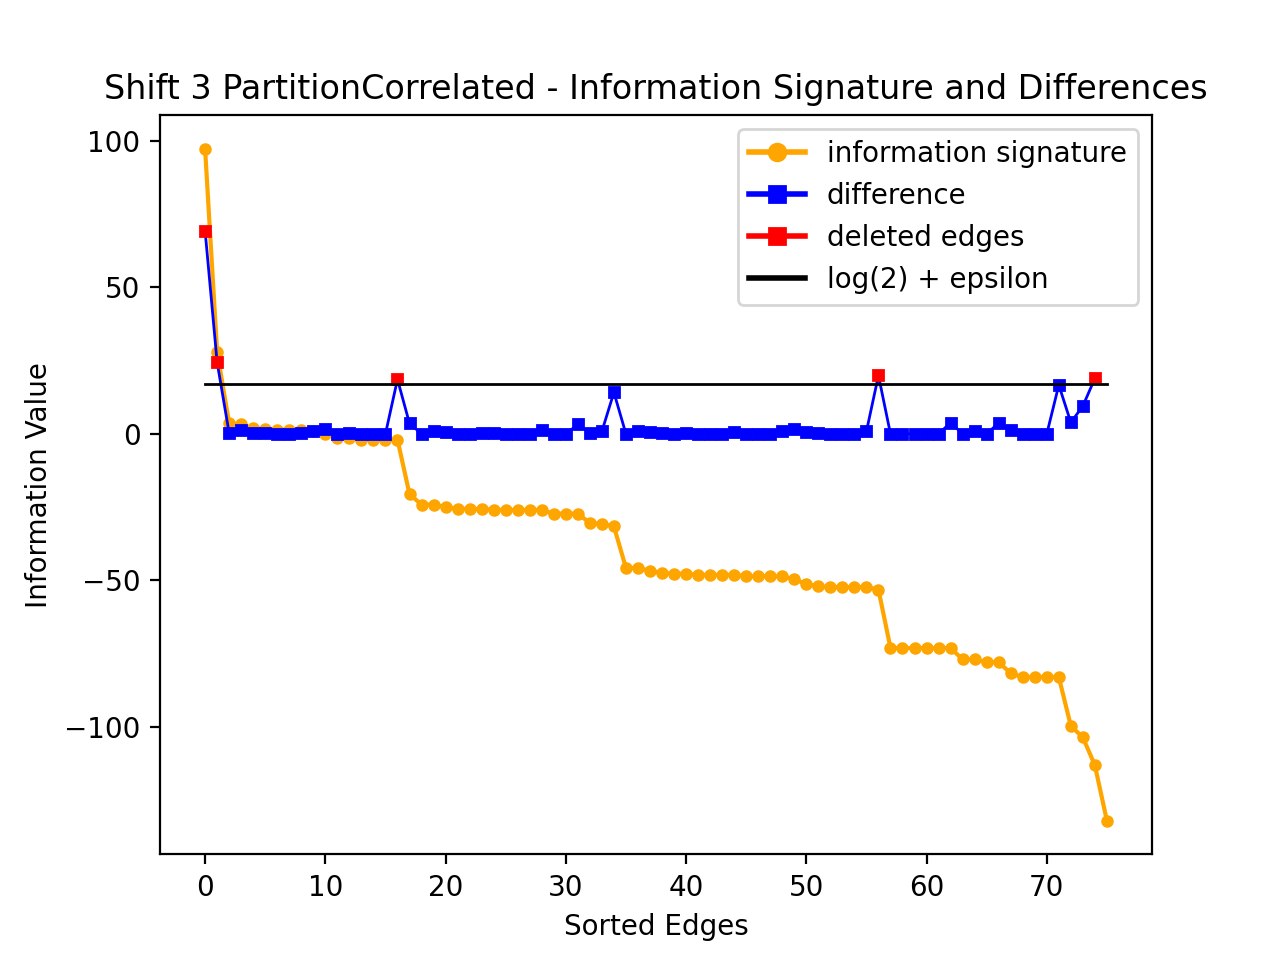 Shift 3 PartitionCorrelated - Information Signature and Differences
information signature
difference
deleted edges
log(2) + epsilon
Information Value
100
50
0
−50
−100
0 10 20 30 40 50 60 70
Sorted Edges